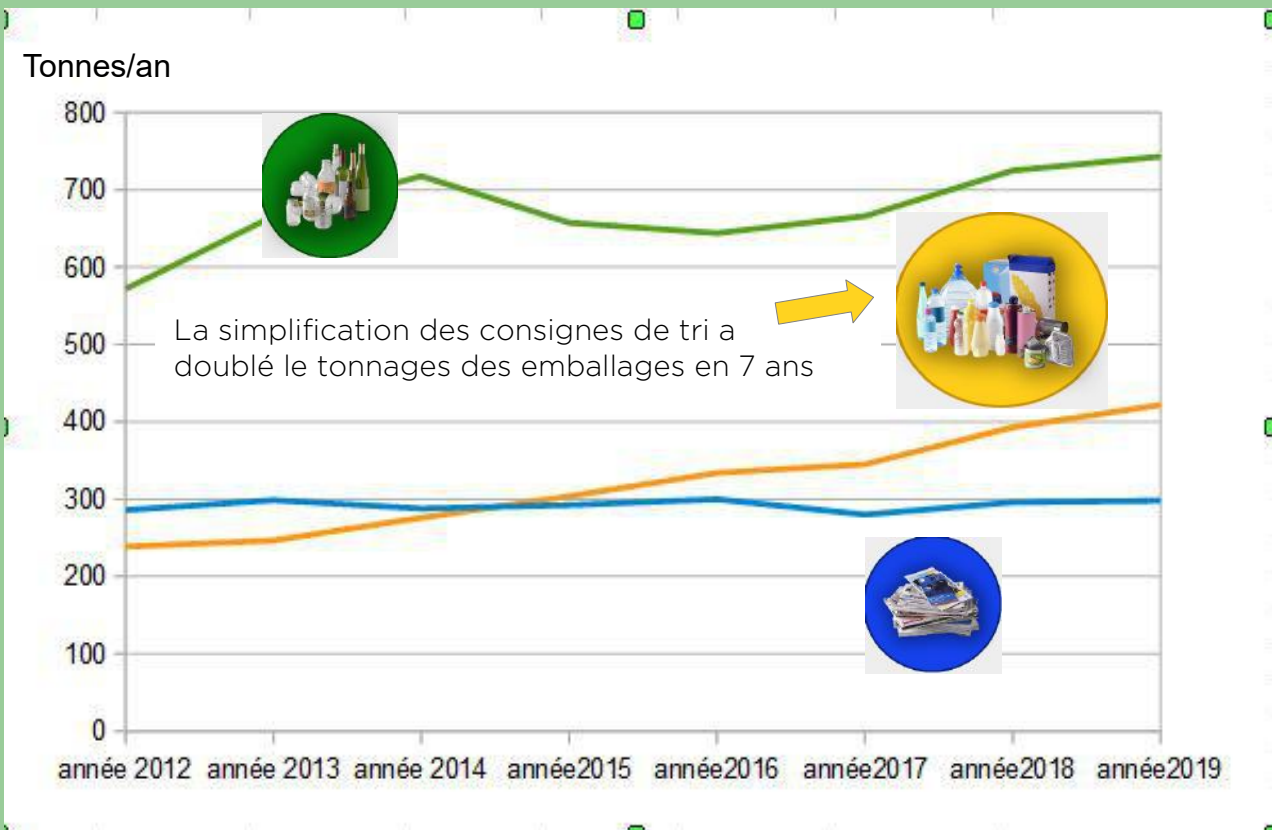 Tonnes/an
800
700
600
La simplification des consignes de tri a
500
doublé le tonnages des emballages en 7 ans
400
300
200
100
0
année 2012 année 2013 année 2014 année2015 année2016 année2017 année2018 année2019